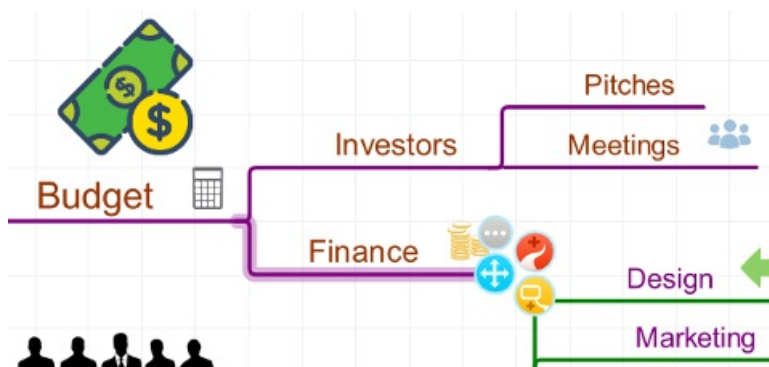 Pitches
Investors
Meetings
Budget
Finance
Design
Marketing